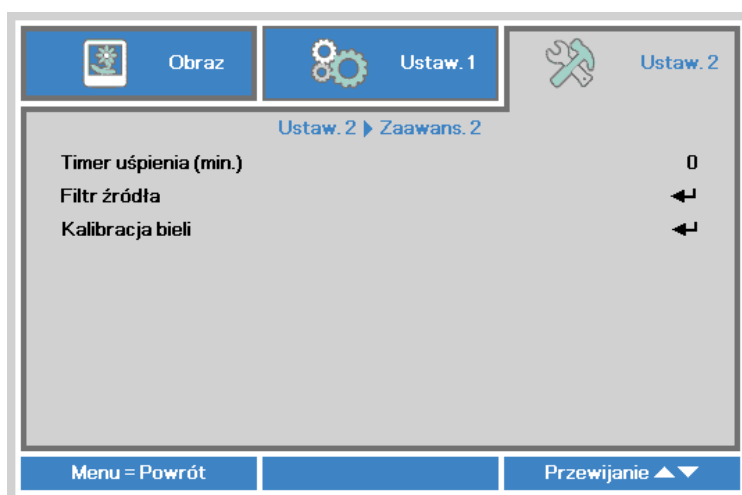 Obraz
Ustaw. 1
Ustaw. 2
Ustaw. 2 ▶ Zaawans. 2
Timer uśpienia (min.) 0
Filtr źródła
Kalibracja bieli
Menu = Powrót
Przewijanie ▲▼